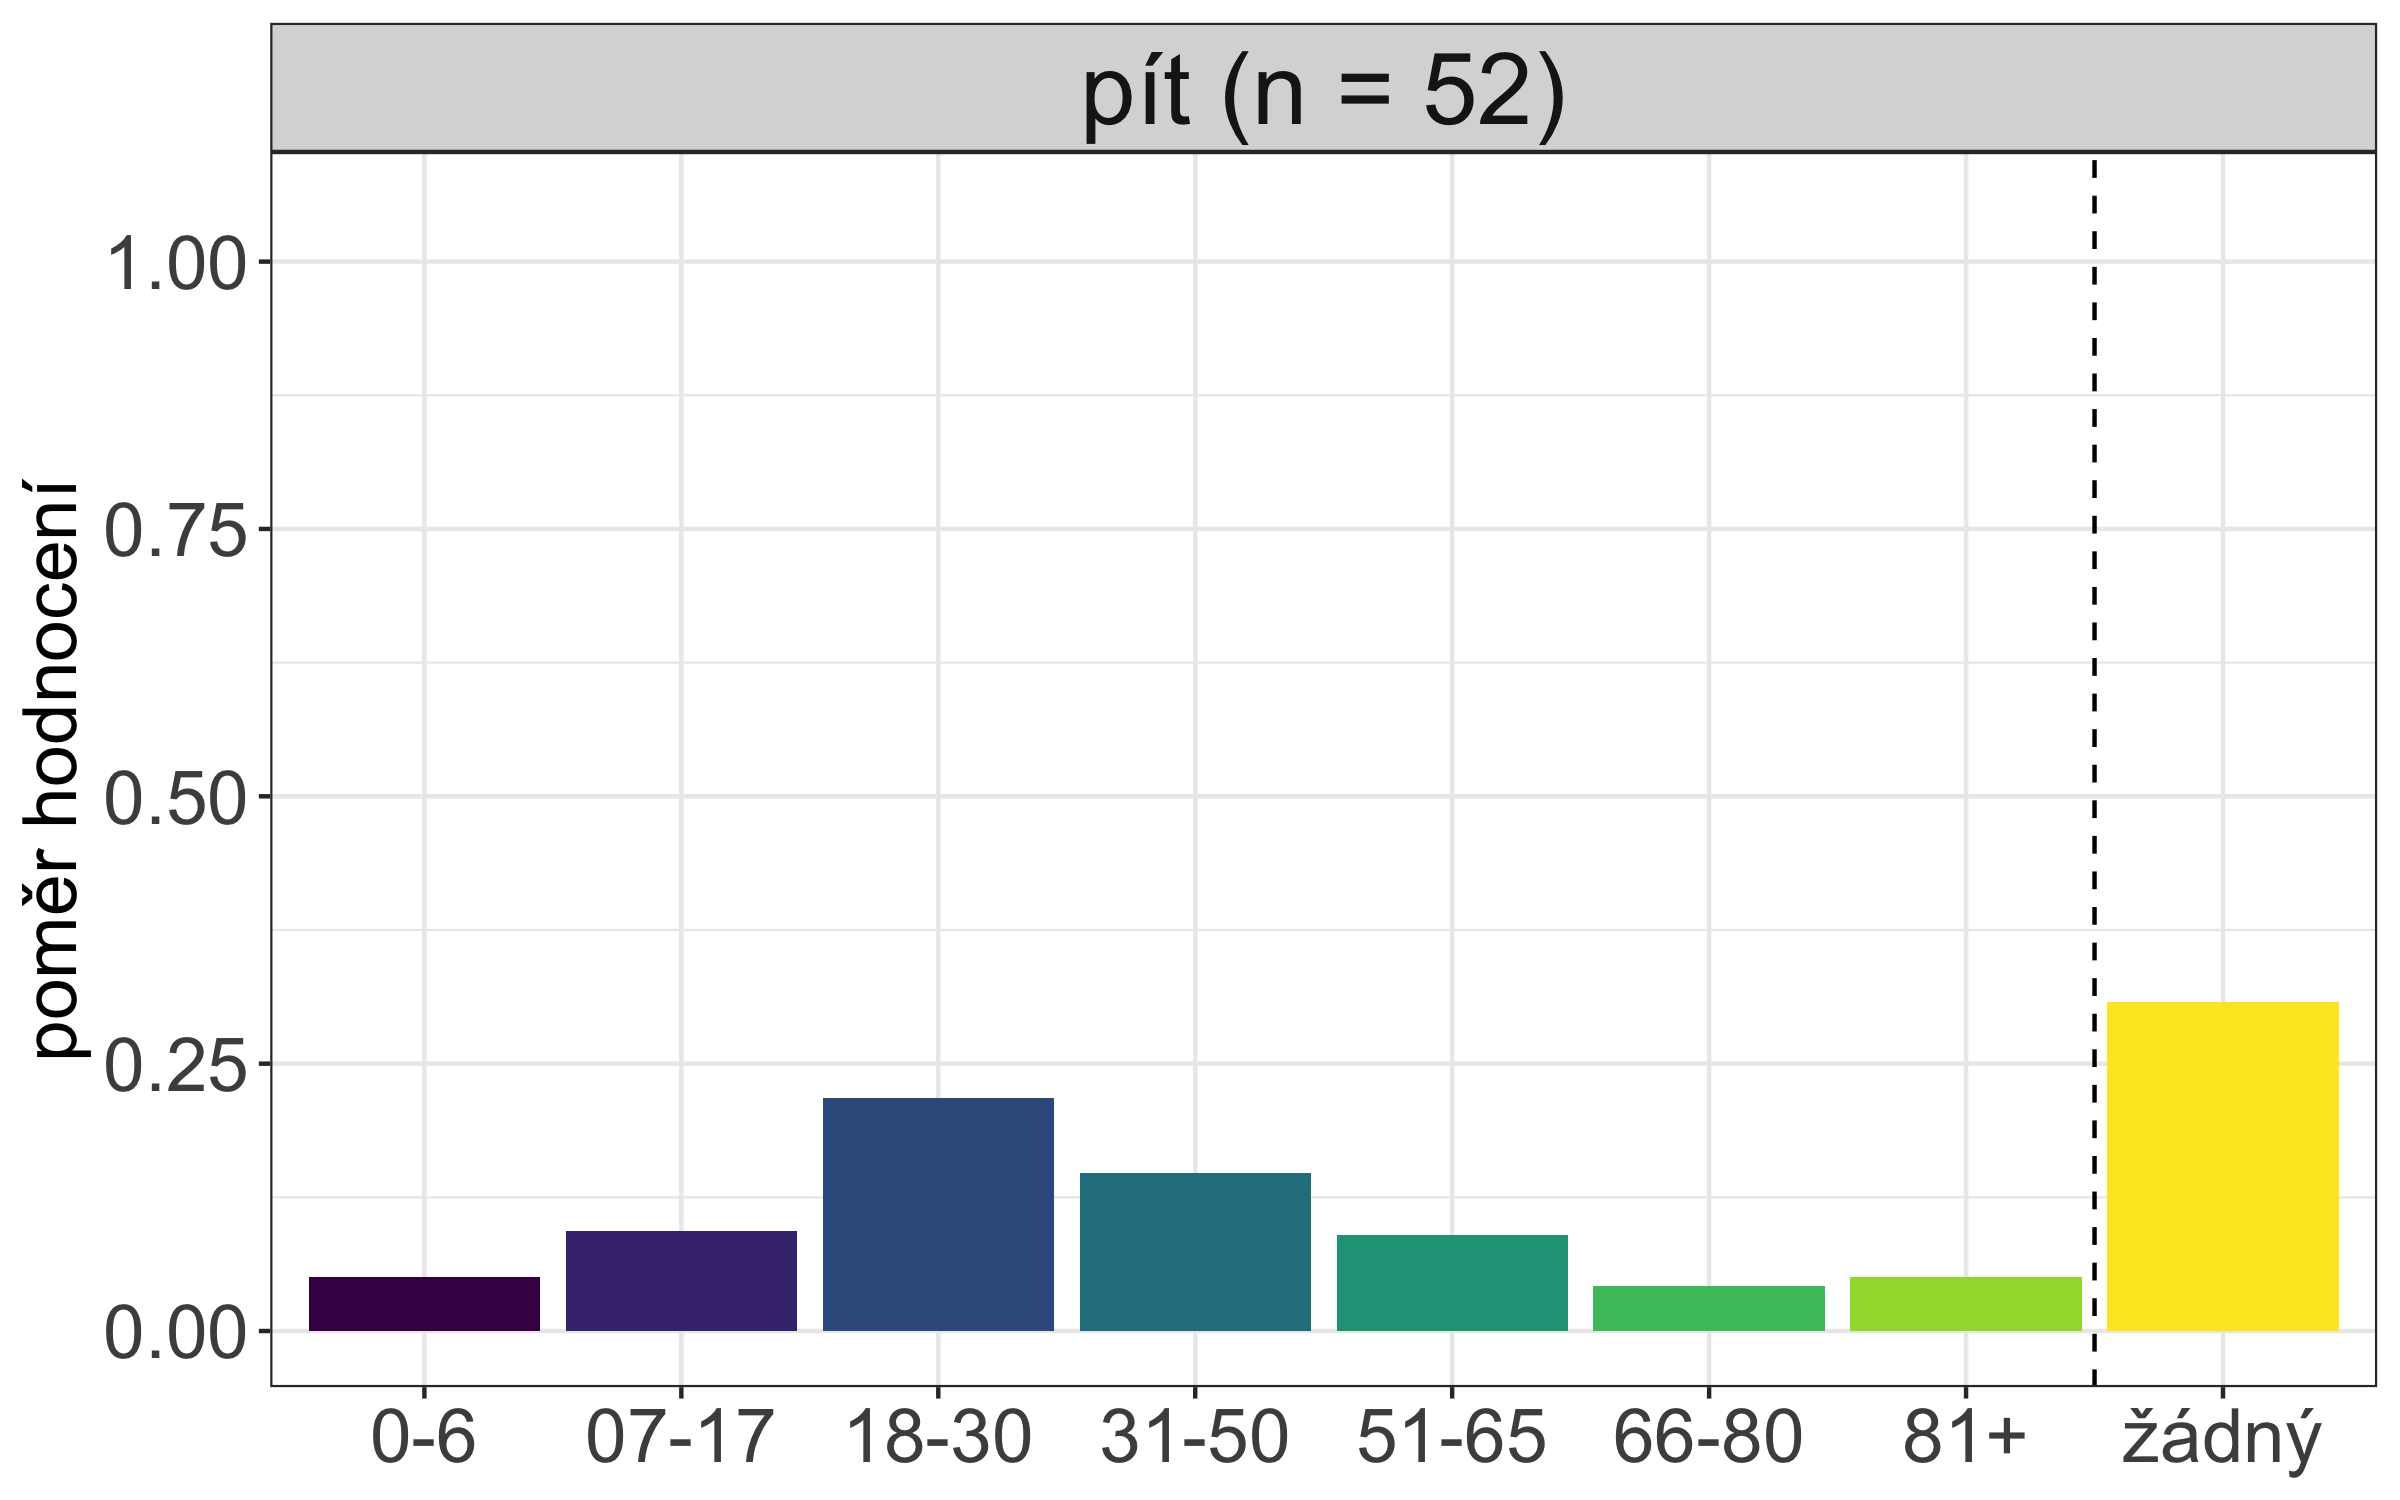 pít (n = 52)
poměr hodnocení
1.00
0.75
0.50
0.25
0.00
0-6 07-17 18-30 31-50 51-65 66-80 81+ žádný